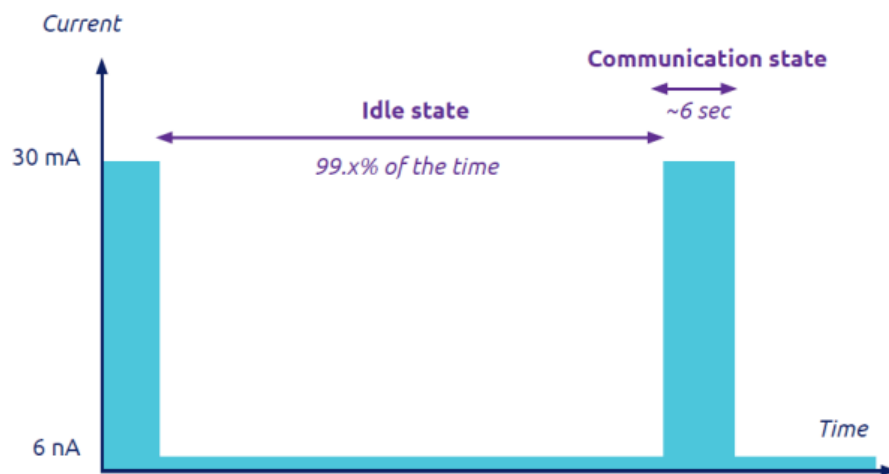 Current
Communication state
~6 sec
Idle state
99.x% of the time
30 mA
6 nA
Time